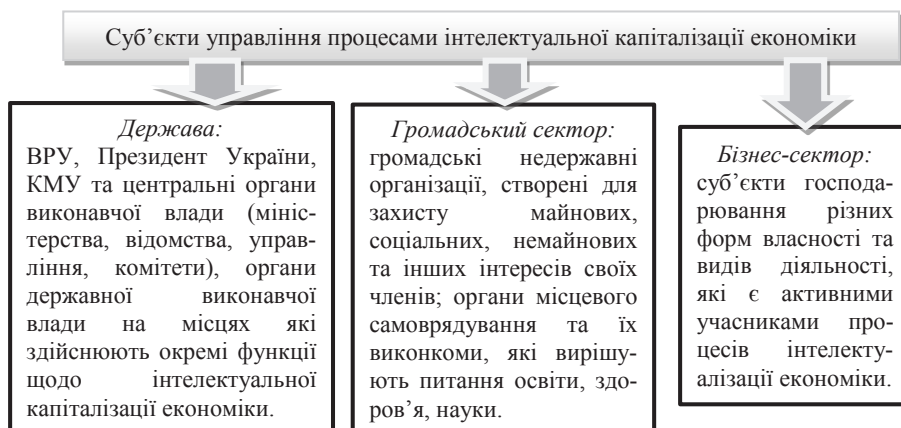 Суб’єкти управління процесами інтелектуальної капіталізації економіки
Держава:
ВРУ, Президент України,
КМУ та центральні органи
виконавчої влади (мініс-
терства, відомства, управ-
ління, комітети), органи
державної виконавчої
влади на місцях які
здійснюють окремі функції
щодо інтелектуальної
капіталізації економіки.
Громадський сектор:
громадські недержавні
організації, створені для
захисту майнових,
соціальних, немайнових
та інших інтересів своїх
членів; органи місцевого
самоврядування та їх
виконкоми, які вирішу-
ють питання освіти, здо-
ров’я, науки.
Бізнес-сектор:
суб’єкти господа-
рювання різних
форм власності та
видів діяльності,
які є активними
учасниками про-
цесів інтелекту-
алізації економіки.